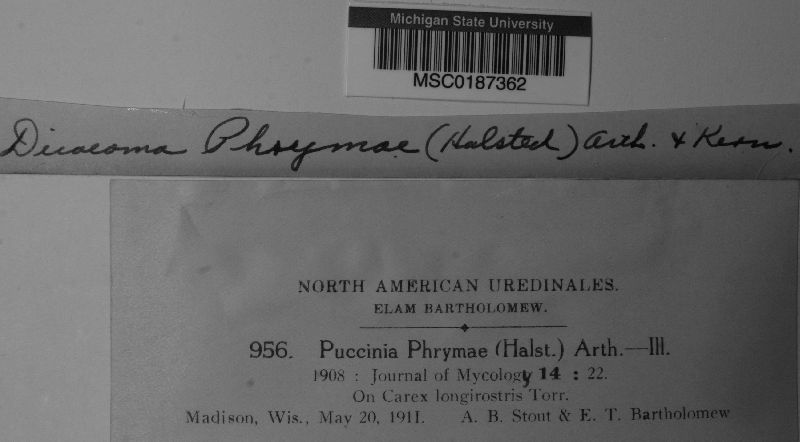 Michigan State University
MSC0187362
Dicaeoma Phrymae (Halsted) Arth. & Kern.
NORTH AMERICAN UREDINALES.
ELAM BARTHOLOMEW.
956. Puccinia Phrymae (Halst.) Arth.—III.
1908 : Journal of Mycology 14 : 22.
On Carex longirostris Torr.
Madison, Wis., May 20, 1911. A. B. Stout & E. T. Bartholomew